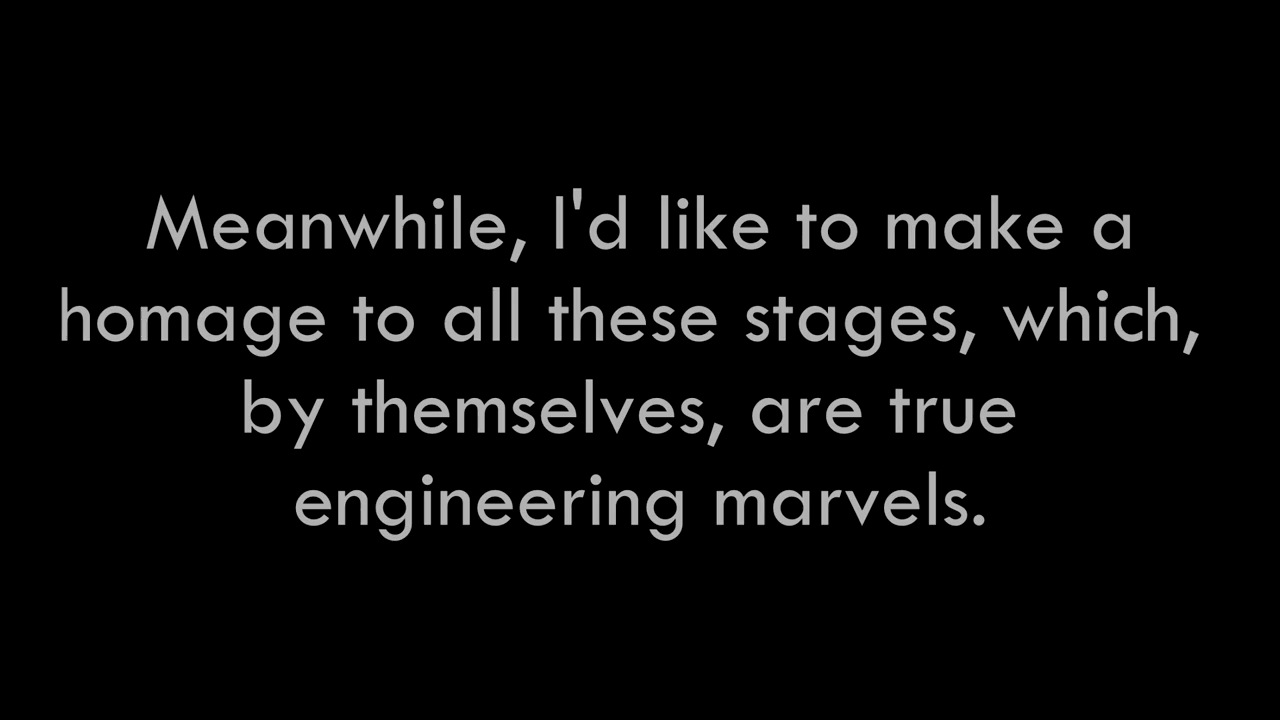 Meanwhile, I'd like to make a
homage to all these stages, which,
by themselves, are true
engineering marvels.